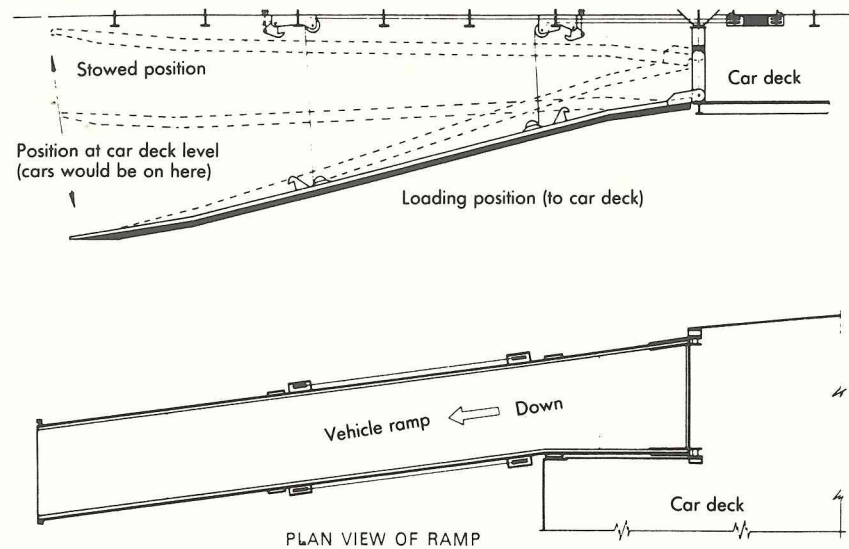 Stowed position
Car deck
Position at car deck level
(cars would be on here)
Loading position (to car deck)
Vehicle ramp
Down
Car deck
PLAN VIEW OF RAMP